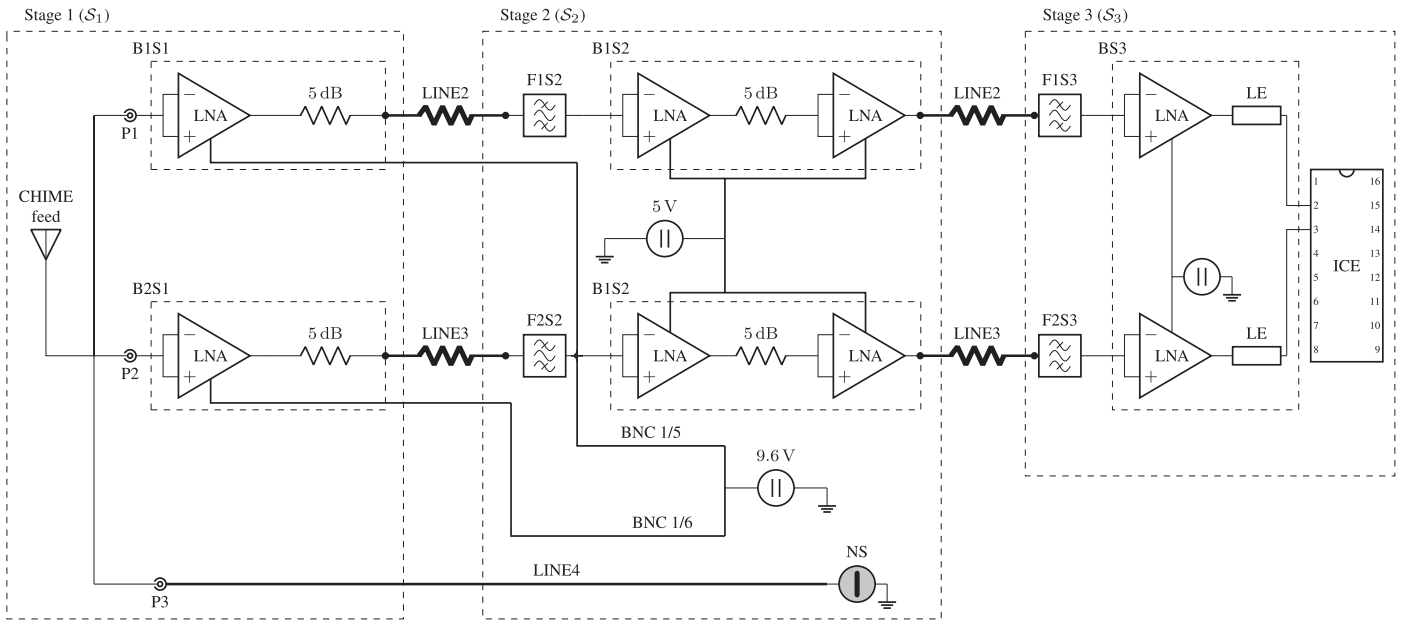 Stage 1 (S₁)
Stage 2 (S₂)
Stage 3 (S₃)
B1S1
B1S2
BS3
LNA
5 dB
LINE2
F1S2
LNA
5 dB
LNA
LINE2
F1S3
LNA
LE
P1
− +
− +
− +
− +
CHIME
feed
5 V
1 16
2 15
3 14
4 13
5 12
6 11
7 10
8 9
ICE
B2S1
B1S2
LNA
5 dB
LINE3
F2S2
LNA
5 dB
LNA
LINE3
F2S3
LNA
LE
P2
− +
− +
− +
− +
BNC 1/5
9.6 V
BNC 1/6
NS
LINE4
P3